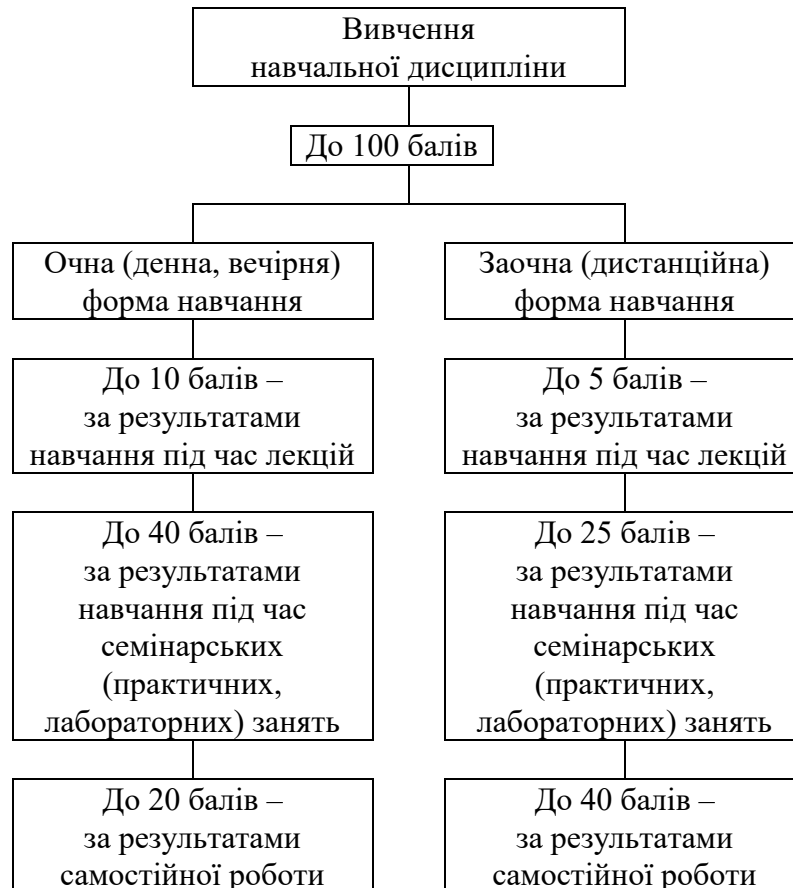 Вивчення
навчальної дисципліни
До 100 балів
Очна (денна, вечірня)
форма навчання
До 10 балів –
за результатами
навчання під час лекцій
До 40 балів –
за результатами
навчання під час
семінарських
(практичних,
лабораторних) занять
До 20 балів –
за результатами
самостійної роботи
Заочна (дистанційна)
форма навчання
До 5 балів –
за результатами
навчання під час лекцій
До 25 балів –
за результатами
навчання під час
семінарських
(практичних,
лабораторних) занять
До 40 балів –
за результатами
самостійної роботи